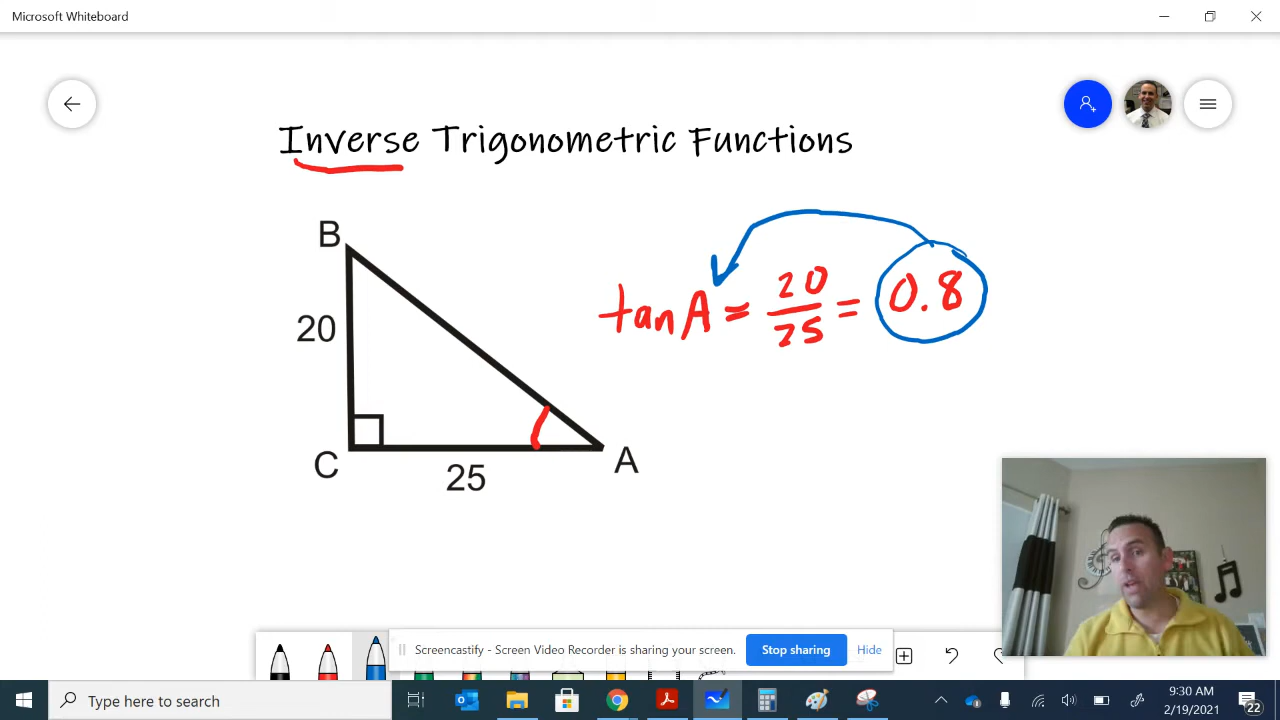 Microsoft Whiteboard
Inverse Trigonometric Functions
B
20
tan A = 20/25 = 0.8
C
25
A
Screencastify - Screen Video Recorder is sharing your screen.
Stop sharing
Hide
Type here to search
9:30 AM
2/19/2021
22